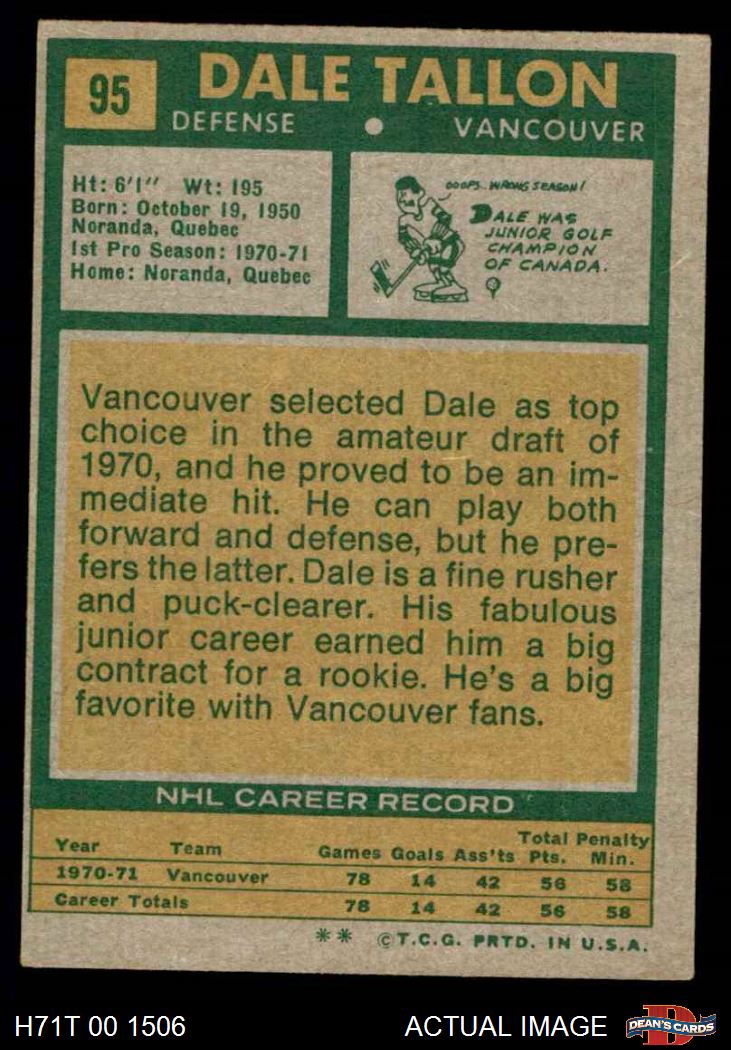 95
DALE TALLON
DEFENSE • VANCOUVER
Ht: 6'1" Wt: 195
Born: October 19, 1950
Noranda, Quebec
1st Pro Season: 1970-71
Home: Noranda, Quebec
OOOPS.. WRONG SEASON!
DALE WAS
JUNIOR GOLF
CHAMPION
OF CANADA.
Vancouver selected Dale as top
choice in the amateur draft of
1970, and he proved to be an im-
mediate hit. He can play both
forward and defense, but he pre-
fers the latter. Dale is a fine rusher
and puck-clearer. His fabulous
junior career earned him a big
contract for a rookie. He's a big
favorite with Vancouver fans.
NHL CAREER RECORD
Year Team Games Goals Ass'ts Total Pts. Penalty Min.
1970-71 Vancouver 78 14 42 56 58
Career Totals 78 14 42 56 58
** ©T.C.G. PRTD. IN U.S.A.
H71T 00 1506 ACTUAL IMAGE
D
DEAN'S CARDS